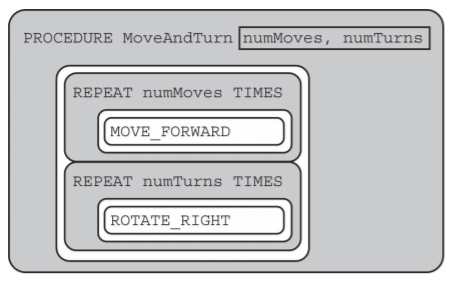 PROCEDURE MoveAndTurn numMoves, numTurns
REPEAT numMoves TIMES
MOVE_FORWARD
REPEAT numTurns TIMES
ROTATE_RIGHT